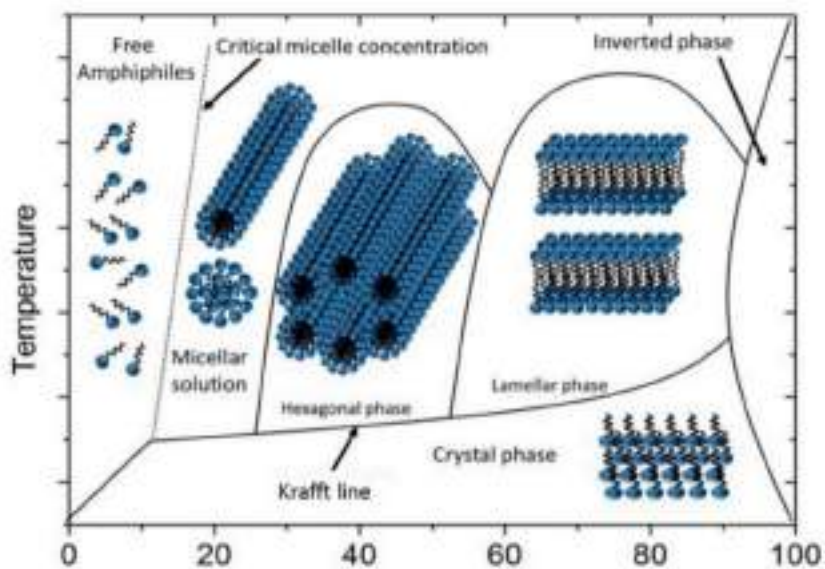 Free
Amphiphiles
Critical micelle concentration
Inverted phase
Temperature
Micellar
solution
Hexagonal phase
Lamellar phase
Crystal phase
Krafft line
0
20
40
60
80
100